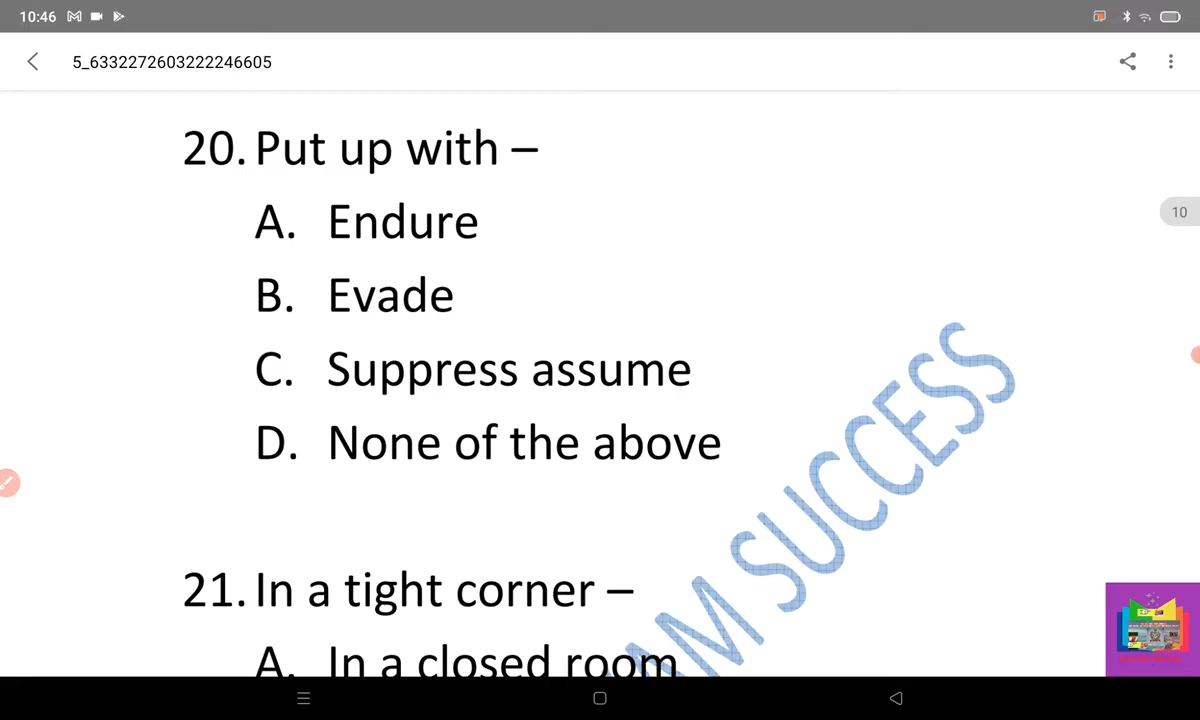 10:46
5_6332272603222246605
20. Put up with –
A. Endure
10
B. Evade
C. Suppress assume
D. None of the above
AM SUCCESS
21. In a tight corner –
A. In a closed room